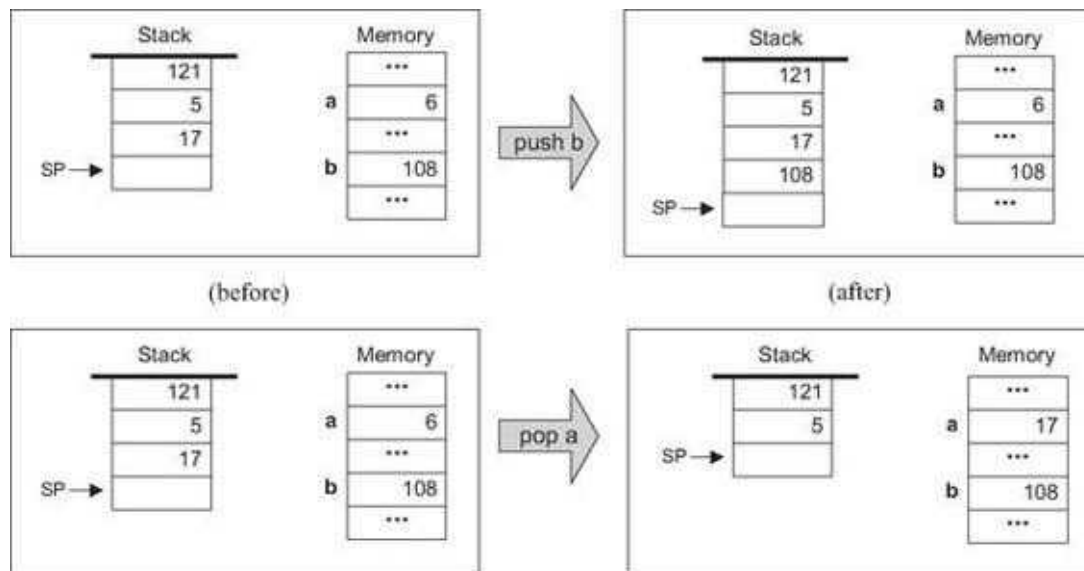 Stack Memory
121 •••
5 a 6
17 •••
SP b 108
•••
push b
Stack Memory
121 •••
5 a 6
17 •••
108 b 108
SP •••
(before) (after)
Stack Memory
121 •••
5 a 6
17 •••
SP b 108
•••
pop a
Stack Memory
121 •••
5 a 17
SP •••
b 108
•••